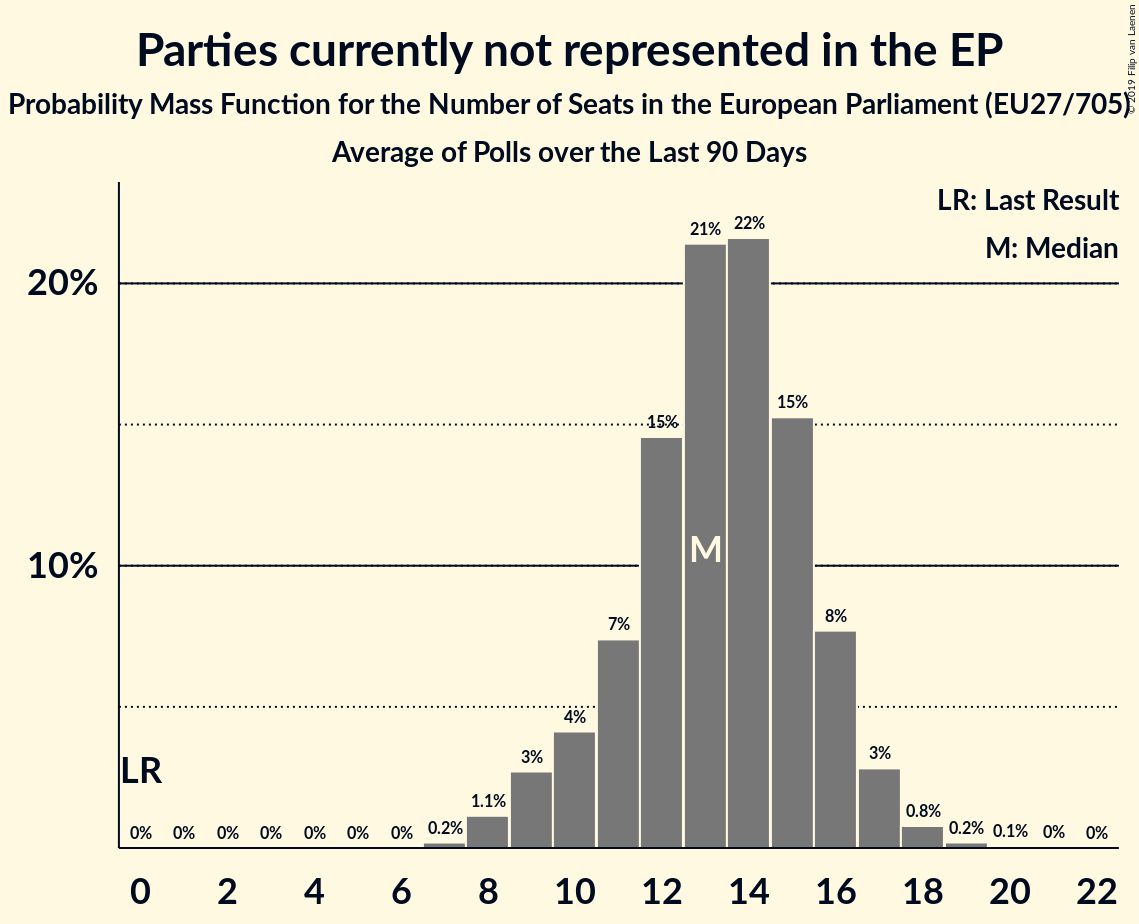 Parties currently not represented in the EP
Probability Mass Function for the Number of Seats in the European Parliament (EU27/705)
Average of Polls over the Last 90 Days
© 2019 Filip van Laenen
LR: Last Result
M: Median
20%
10%
21%
22%
15%
15%
M
7%
8%
4%
3%
3%
LR
1.1%
0.8%
0%
0%
0%
0%
0%
0%
0%
0.2%
0.2%
0.1%
0%
0%
0 2 4 6 8 10 12 14 16 18 20 22